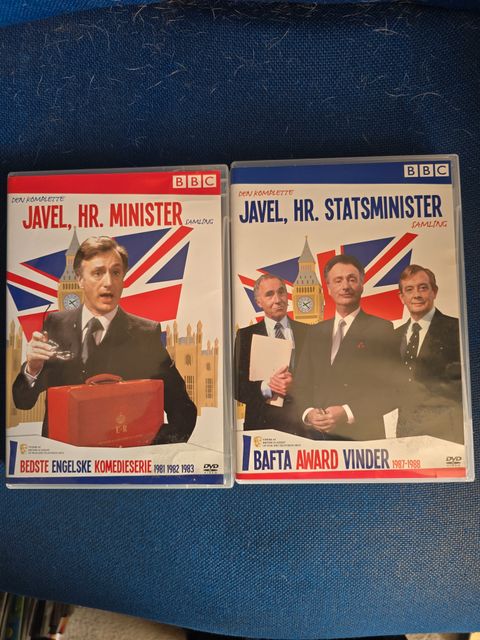 BBC
DEN KOMPLETTE
JAVEL, HR. MINISTER
SAMLING
E·R
BEDSTE ENGELSKE KOMEDIESERIE 1981 1982 1983
DVD
BBC
DEN KOMPLETTE
JAVEL, HR. STATSMINISTER
SAMLING
BAFTA AWARD VINDER 1987-1988
DVD